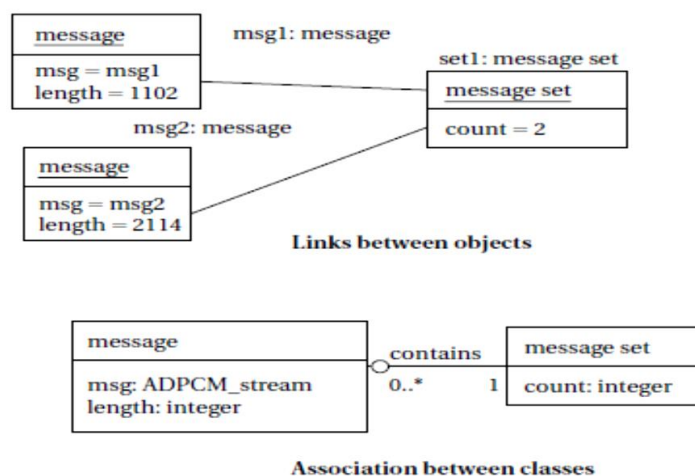 message
msg = msg1
length = 1102
msg1: message
set1: message set
message set
count = 2
msg2: message
message
msg = msg2
length = 2114
Links between objects
message
msg: ADPCM_stream
length: integer
contains
0..* 1
message set
count: integer
Association between classes